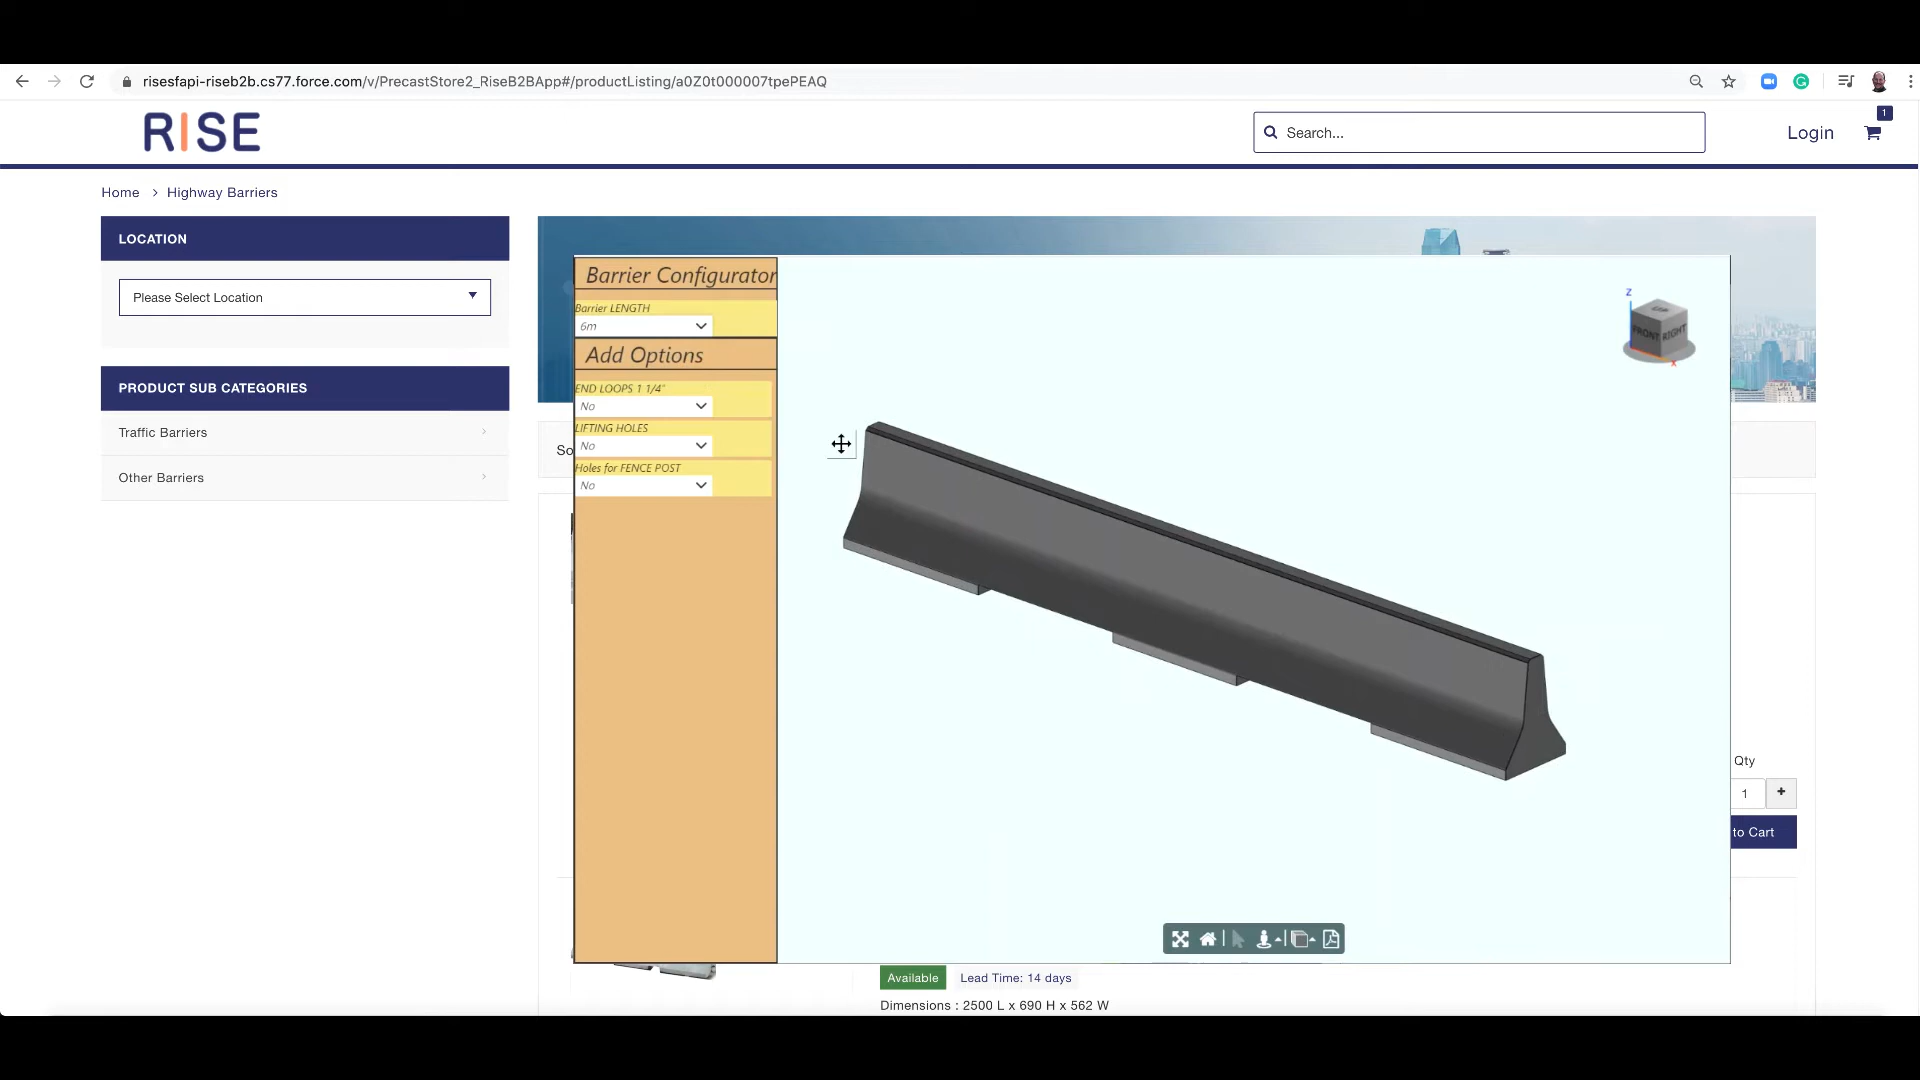 risesfapi-riseb2b.cs77.force.com/v/PrecastStore2_RiseB2BApp#/productListing/a0Z0t000007tpePEAQ
RISE
Search...
Login
1
Home > Highway Barriers
LOCATION
Please Select Location
PRODUCT SUB CATEGORIES
Traffic Barriers
Other Barriers
So
Barrier Configurator
Barrier LENGTH
6m
Add Options
END LOOPS 1 1/4"
No
LIFTING HOLES
No
Holes for FENCE POST
No
Z
UP
FRONT RIGHT
X
Qty
1 +
to Cart
Available Lead Time: 14 days
Dimensions : 2500 L x 690 H x 562 W